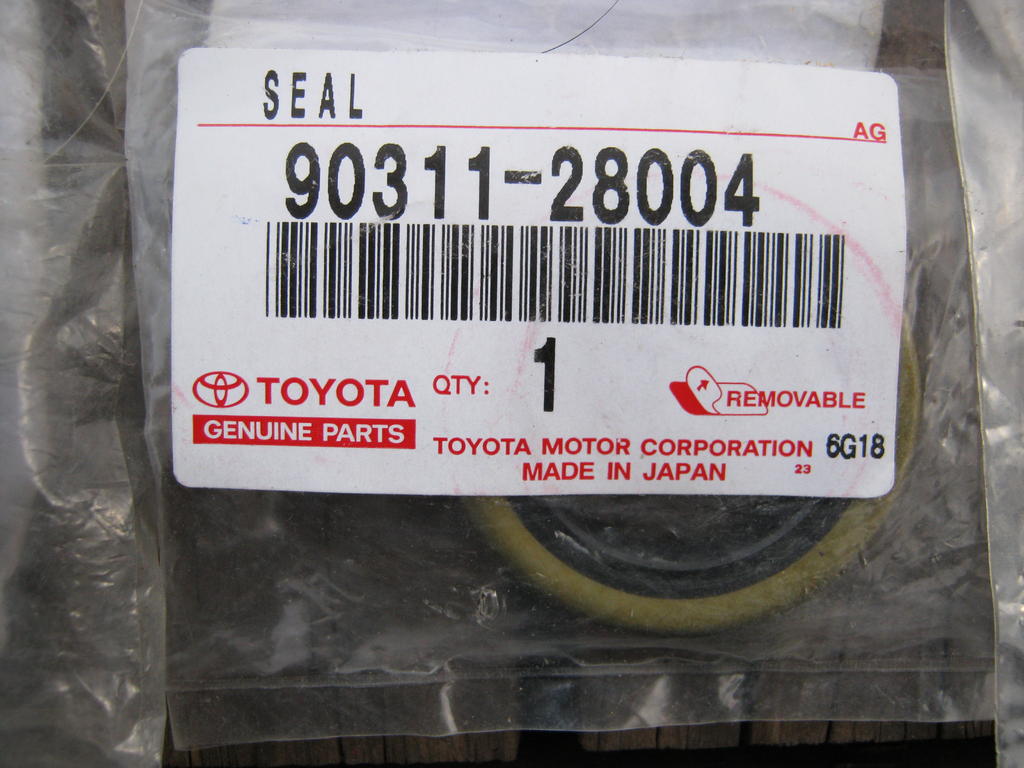 SEAL
AG
90311-28004
TOYOTA QTY: 1 REMOVABLE
GENUINE PARTS
TOYOTA MOTOR CORPORATION 6G18
MADE IN JAPAN 23